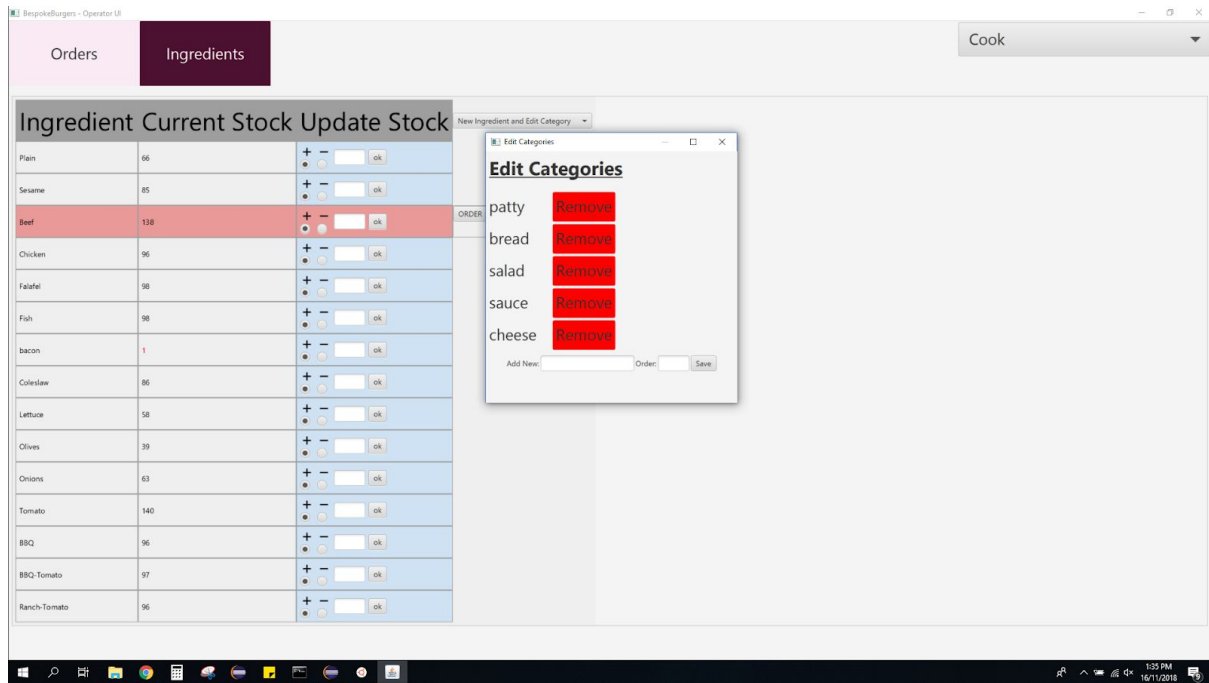 BespokeBurgers - Operator UI
Orders Ingredients Cook
Ingredient Current Stock Update Stock New Ingredient and Edit Category
Plain 66 + - ok
Sesame 85 + - ok
Beef 138 + - ok ORDER
Chicken 96 + - ok
Falafel 98 + - ok
Fish 98 + - ok
bacon 1 + - ok
Coleslaw 86 + - ok
Lettuce 58 + - ok
Olives 39 + - ok
Onions 63 + - ok
Tomato 140 + - ok
BBQ 96 + - ok
BBQ-Tomato 97 + - ok
Ranch-Tomato 96 + - ok
Edit Categories
Edit Categories
patty Remove
bread Remove
salad Remove
sauce Remove
cheese Remove
Add New: Order: Save
1:35 PM
16/11/2018